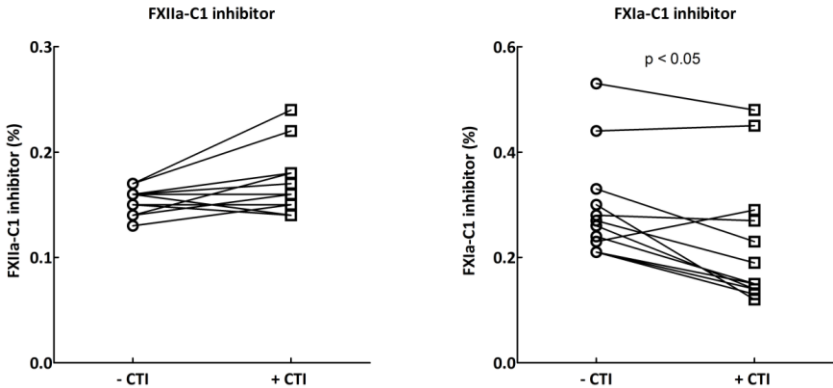 FXIIa-C1 inhibitor
FXIIa-C1 inhibitor (%)
0.3
0.2
0.1
0.0
- CTI
+ CTI
FXIa-C1 inhibitor
p < 0.05
FXIa-C1 inhibitor (%)
0.6
0.4
0.2
0.0
- CTI
+ CTI